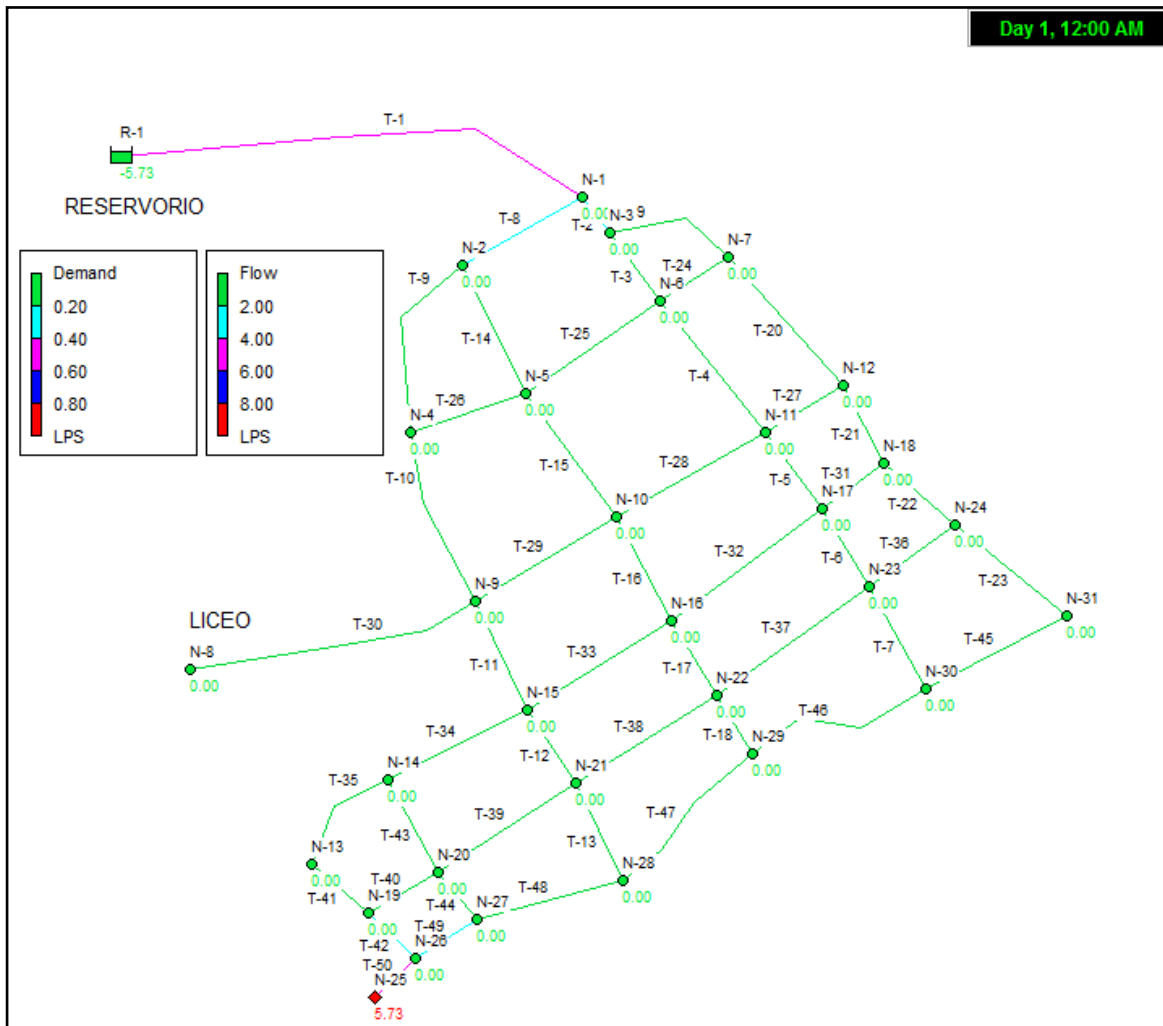 Day 1, 12:00 AM
R-1
T-1
-5.73
RESERVORIO
N-1
0.00
T-8
T-2
N-3
9
0.00
N-2
0.00
N-7
0.00
T-24
T-3
N-6
0.00
Demand
0.20
0.40
0.60
0.80
LPS
Flow
2.00
4.00
6.00
8.00
LPS
T-9
T-14
T-25
T-20
N-5
0.00
T-4
N-12
0.00
T-27
T-26
N-4
0.00
N-11
0.00
T-21
T-10
T-15
T-28
T-5
T-31
N-18
0.00
N-10
0.00
N-17
0.00
T-22
N-24
0.00
T-29
T-16
T-32
T-6
T-36
N-23
0.00
T-23
N-9
0.00
N-16
0.00
N-31
0.00
LICEO
T-30
N-8
0.00
T-11
T-33
T-17
T-37
T-7
T-45
N-30
0.00
N-15
0.00
N-22
0.00
T-34
T-12
T-38
T-18
T-46
N-29
0.00
N-14
0.00
N-21
0.00
T-35
T-43
T-39
T-13
T-47
N-13
0.00
N-20
0.00
T-40
T-41
N-19
0.00
T-44
N-27
0.00
T-48
N-28
0.00
T-42
T-49
N-26
0.00
T-50
N-25
5.73